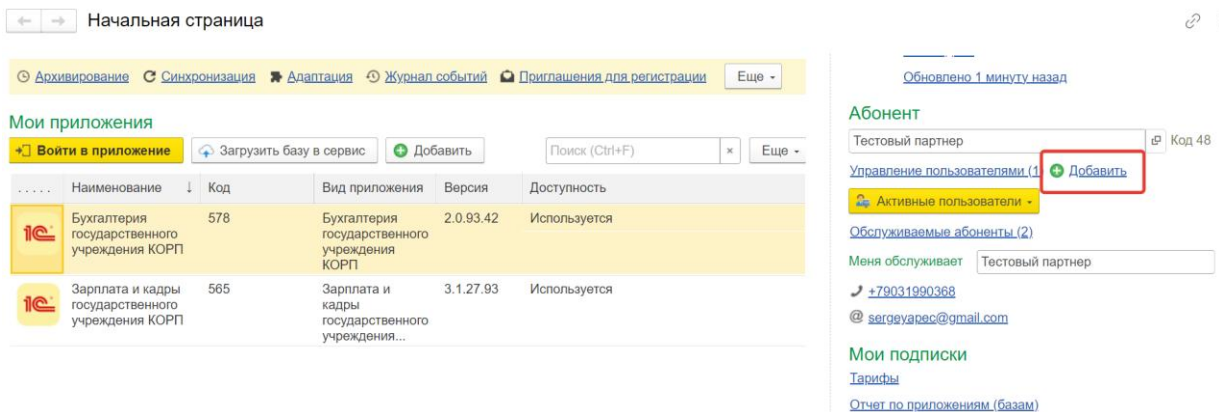 Начальная страница
Архивирование Синхронизация Адаптация Журнал событий Приглашения для регистрации Еще
Мои приложения
Войти в приложение Загрузить базу в сервис Добавить Поиск (Ctrl+F) × Еще
..... Наименование ↓ Код Вид приложения Версия Доступность
1С Бухгалтерия государственного учреждения КОРП 578 Бухгалтерия государственного учреждения КОРП 2.0.93.42 Используется
1С Зарплата и кадры государственного учреждения КОРП 565 Зарплата и кадры государственного учреждения... 3.1.27.93 Используется
Обновлено 1 минуту назад
Абонент
Тестовый партнер Код 48
Управление пользователями (1 Добавить
Активные пользователи
Обслуживаемые абоненты (2)
Меня обслуживает Тестовый партнер
+79031990368
@ sergeyapec@gmail.com
Мои подписки
Тарифы
Отчет по приложениям (базам)